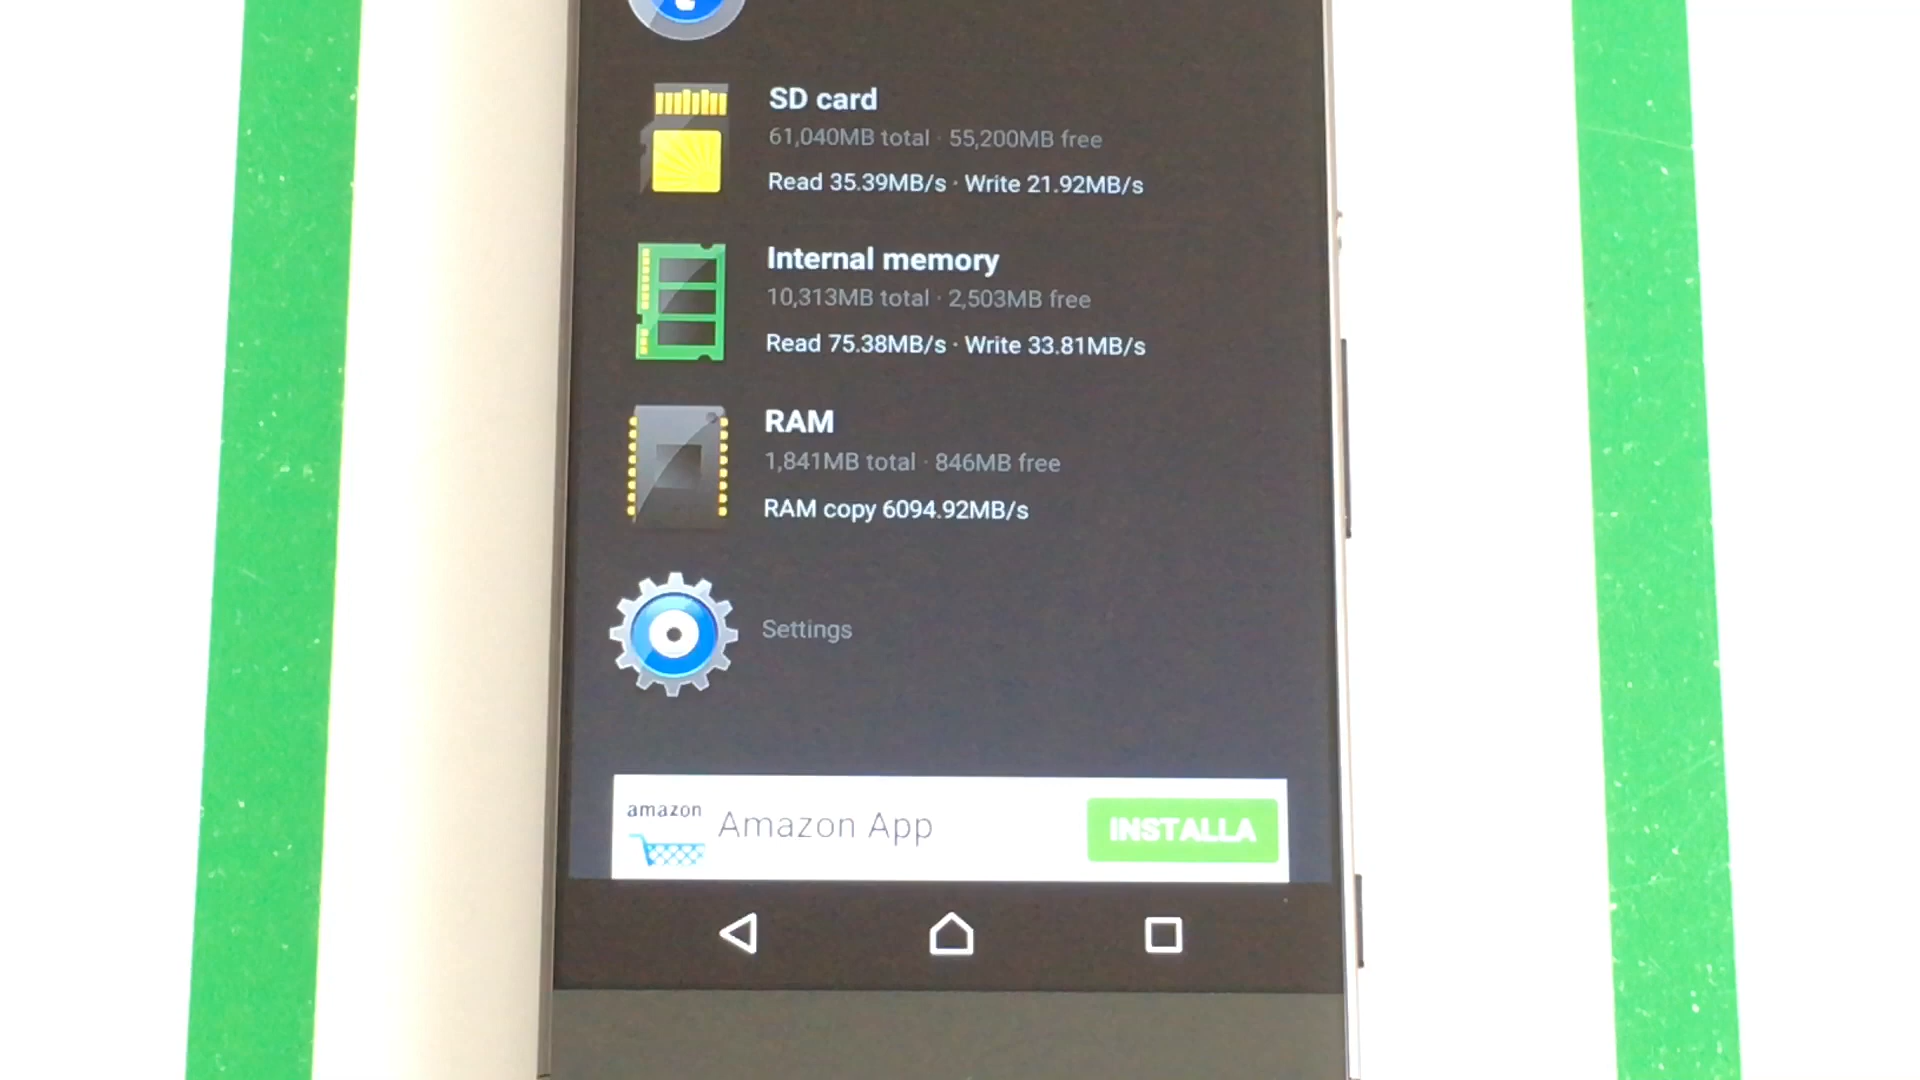 SD card
61,040MB total · 55,200MB free
Read 35.39MB/s · Write 21.92MB/s
Internal memory
10,313MB total · 2,503MB free
Read 75.38MB/s · Write 33.81MB/s
RAM
1,841MB total · 846MB free
RAM copy 6094.92MB/s
Settings
amazon
Amazon App
INSTALLA